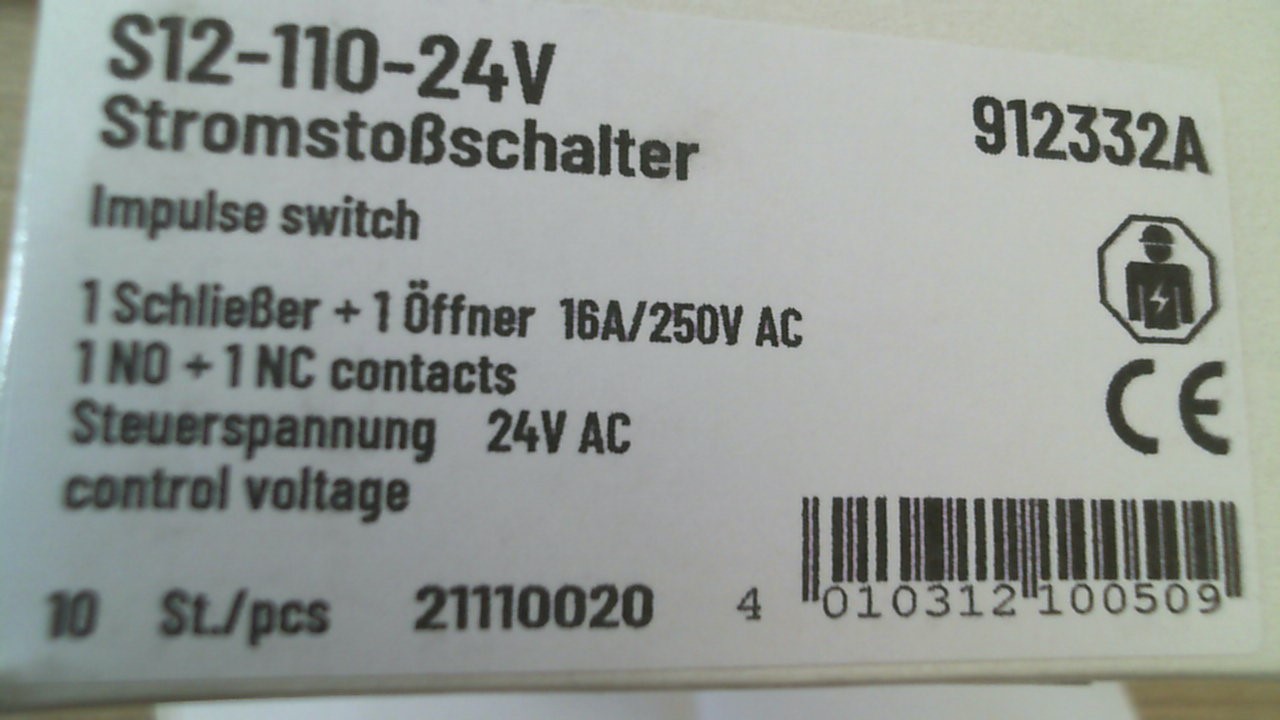 S12-110-24V
Stromstoßschalter
912332A
Impulse switch
1 Schließer + 1 Öffner 16A/250V AC
1 NO + 1 NC contacts
Steuerspannung 24V AC
control voltage
CE
10 St./pcs 21110020
4 010312 100509